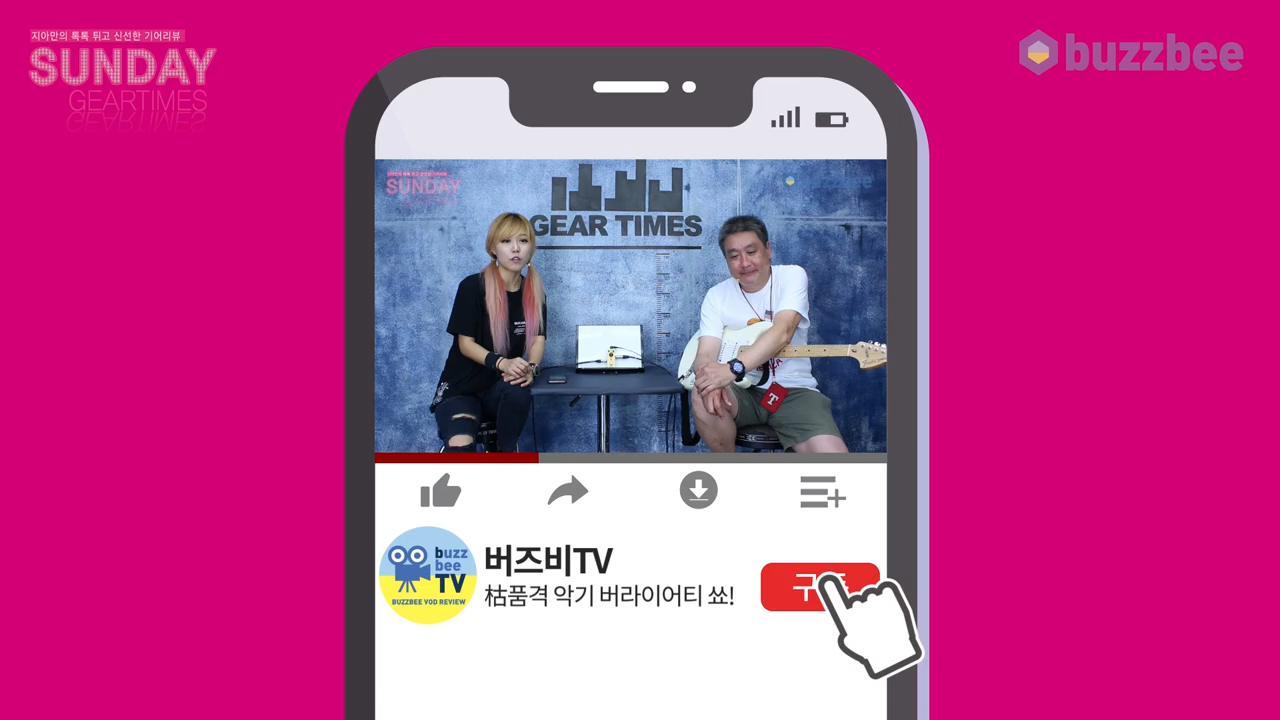 지아만의 톡톡 튀고 신선한 기어리뷰
SUNDAY
GEARTIMES
buzzbee
SUNDAY
GEAR TIMES
T
buzz
bee
TV
BUZZBEE VOD REVIEW
버즈비TV
枯품격 악기 버라이어티 쑈!